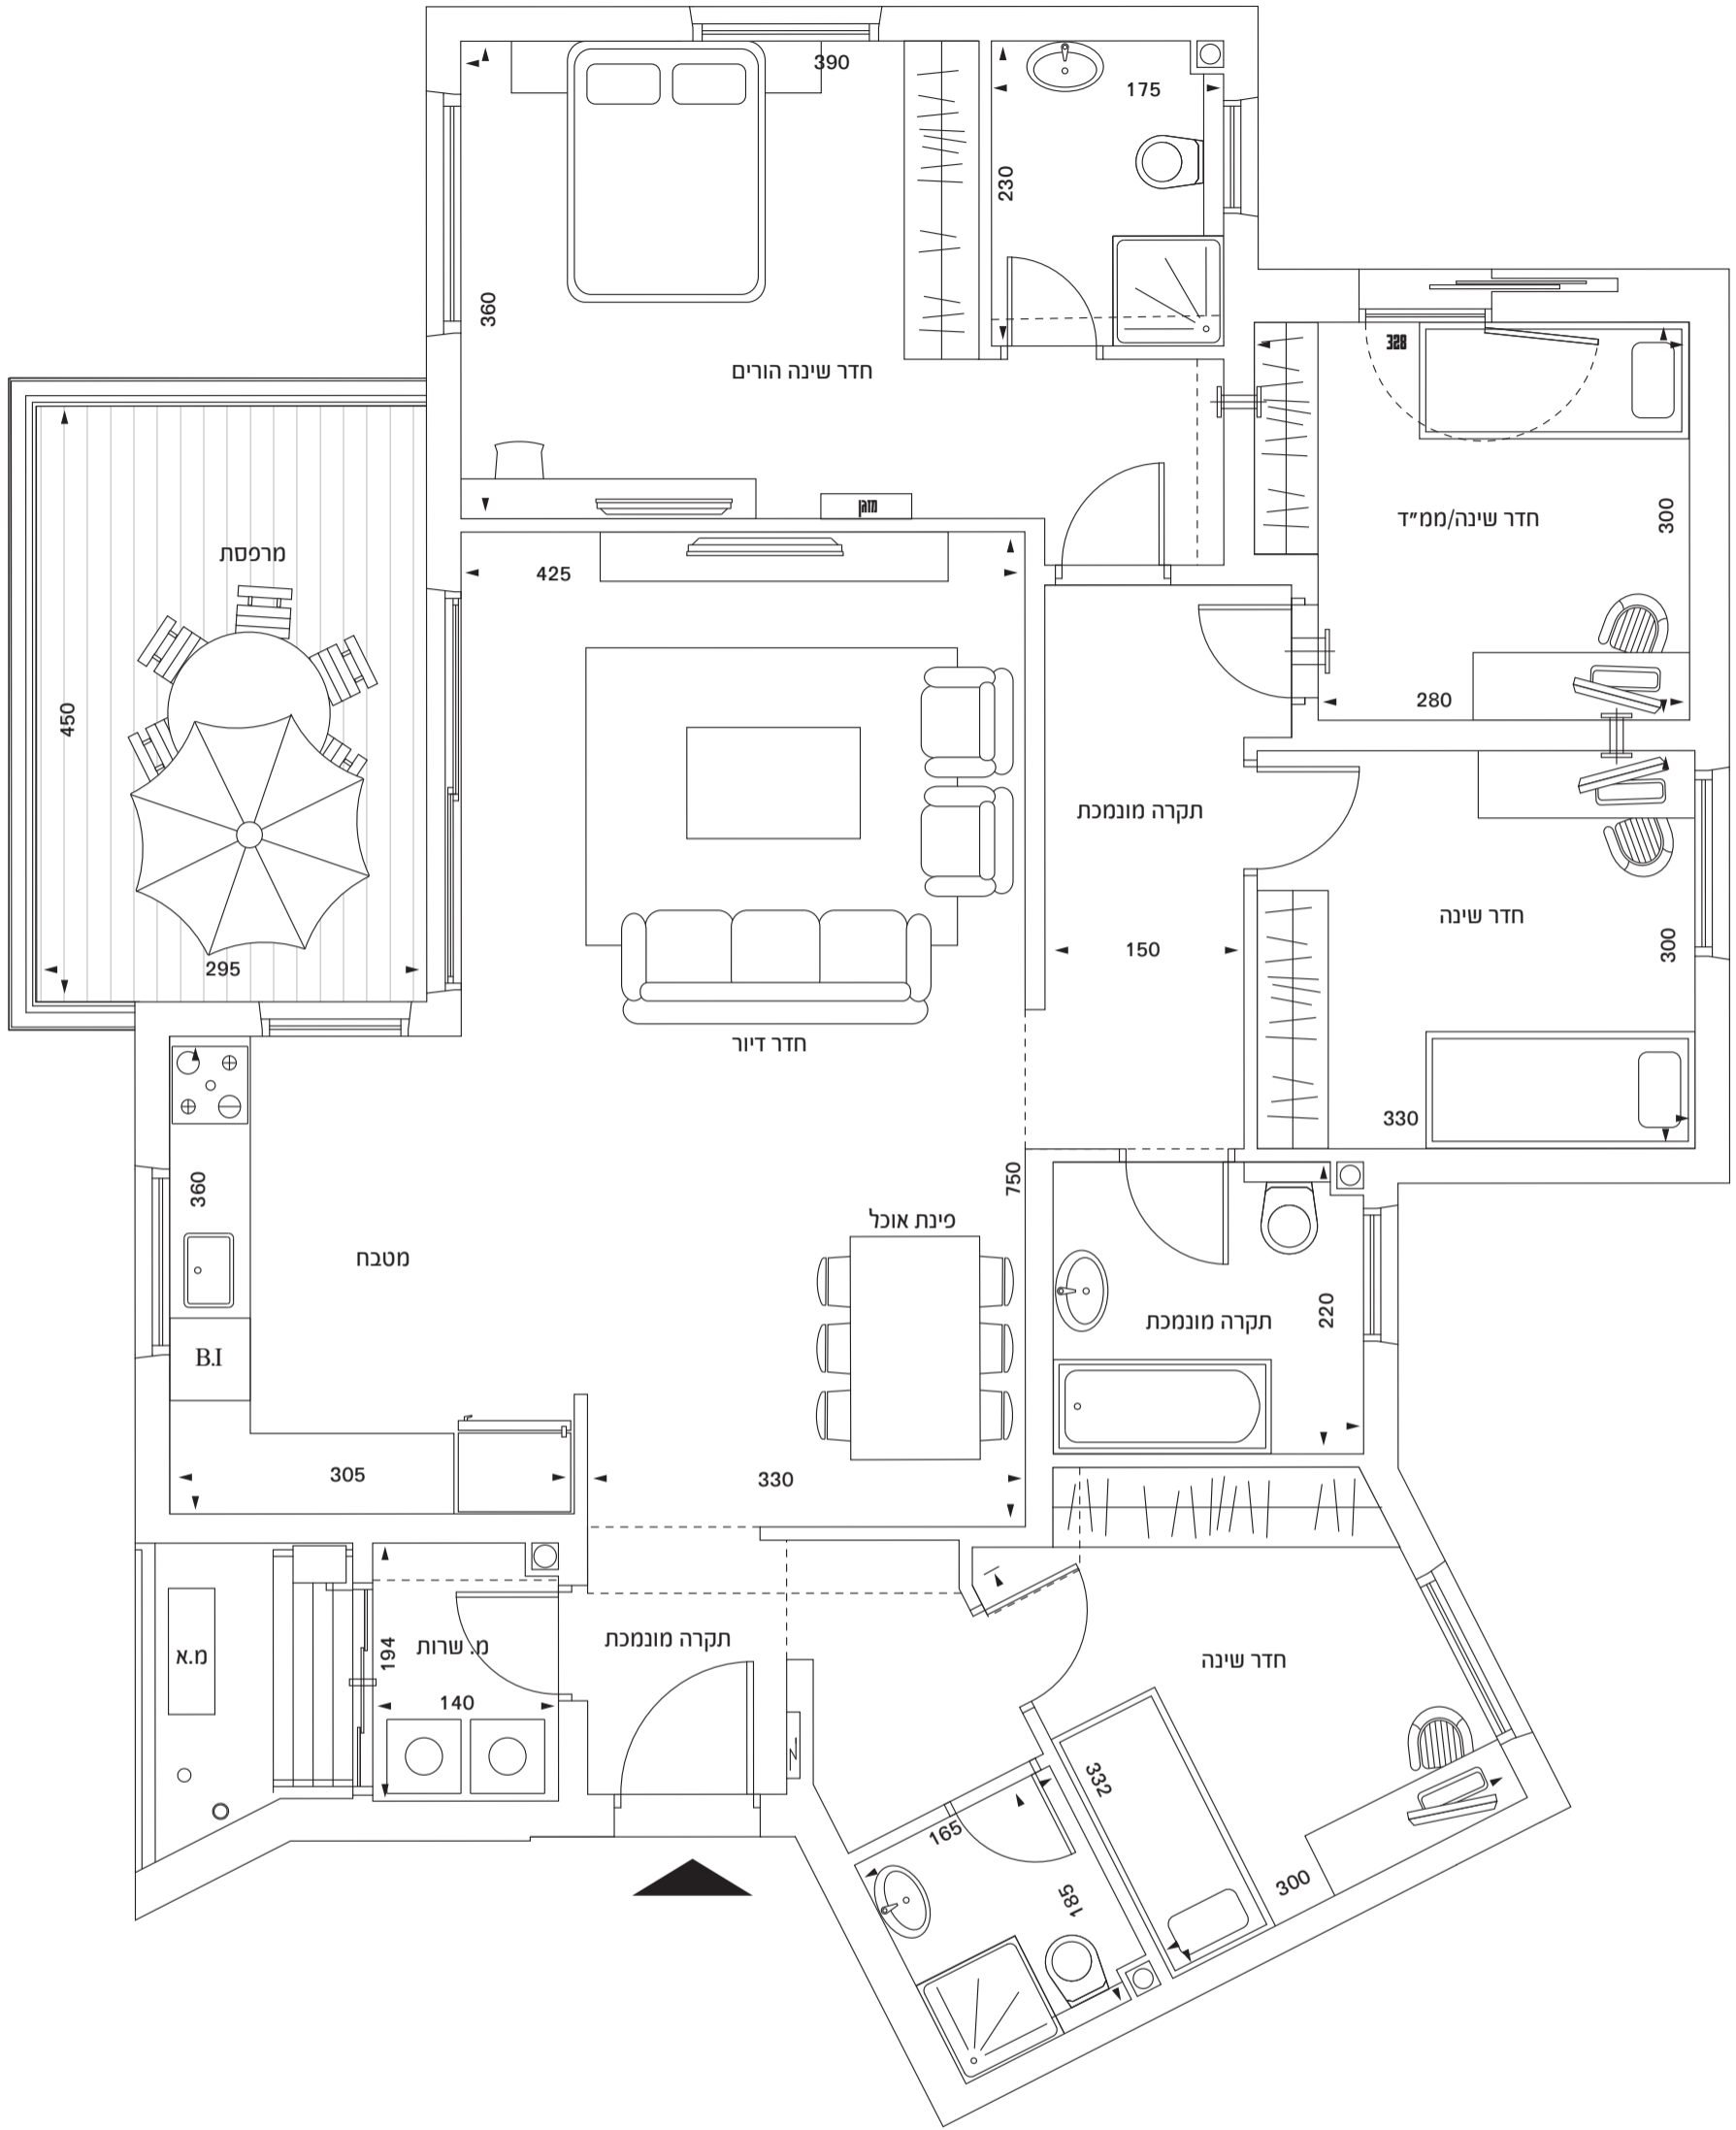 390
175
230
360
328
חדר שינה הורים
חדר שינה/ממ״ד
300
מזגן
מרפסת
425
280
450
תקרה מונמכת
חדר שינה
300
150
295
חדר דיור
330
360
750
פינת אוכל
מטבח
220
תקרה מונמכת
B.I
305
330
מ.א
194
מ. שרות
תקרה מונמכת
חדר שינה
140
332
165
185
300